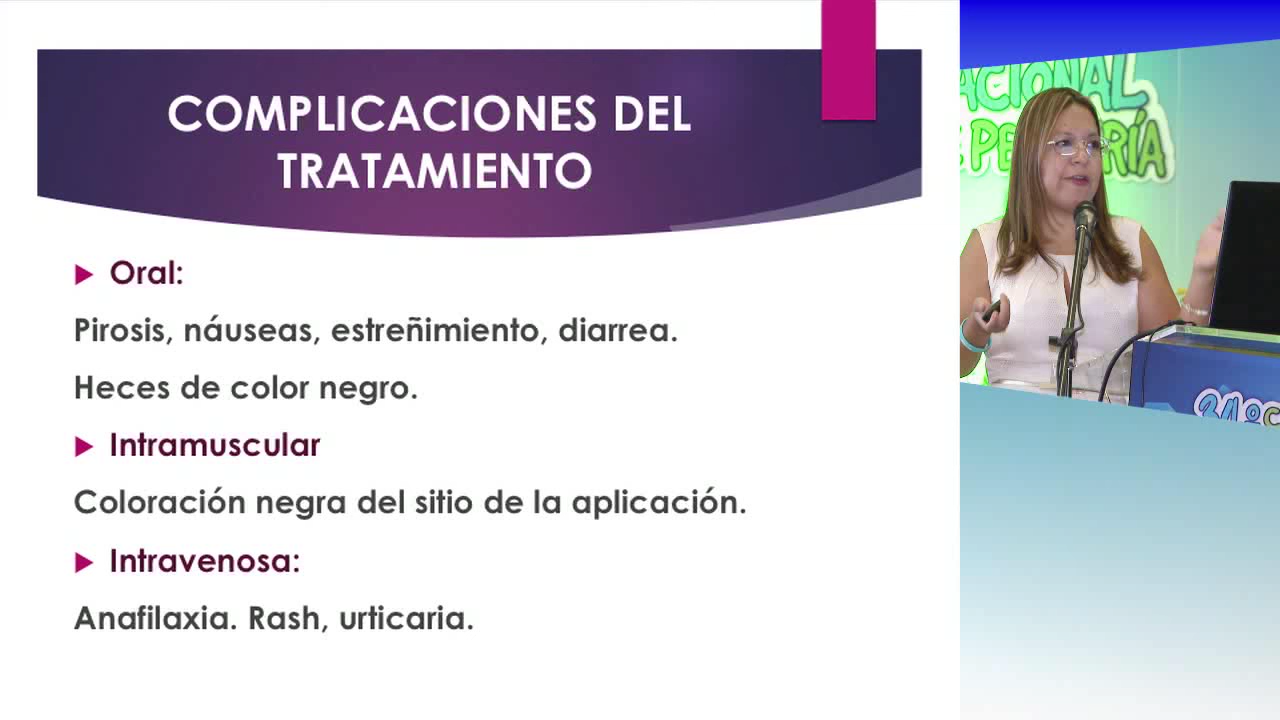 COMPLICACIONES DEL
TRATAMIENTO
Oral:
Pirosis, náuseas, estreñimiento, diarrea.
Heces de color negro.
Intramuscular
Coloración negra del sitio de la aplicación.
Intravenosa:
Anafilaxia. Rash, urticaria.
ACIONAL